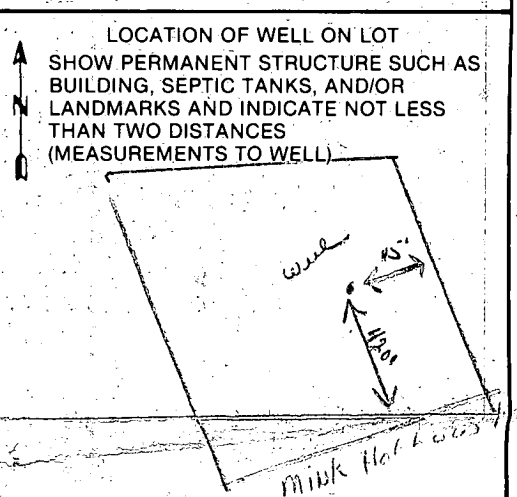 LOCATION OF WELL ON LOT
SHOW PERMANENT STRUCTURE SUCH AS
BUILDING, SEPTIC TANKS, AND/OR
LANDMARKS AND INDICATE NOT LESS
THAN TWO DISTANCES
(MEASUREMENTS TO WELL)
N
well
Mink